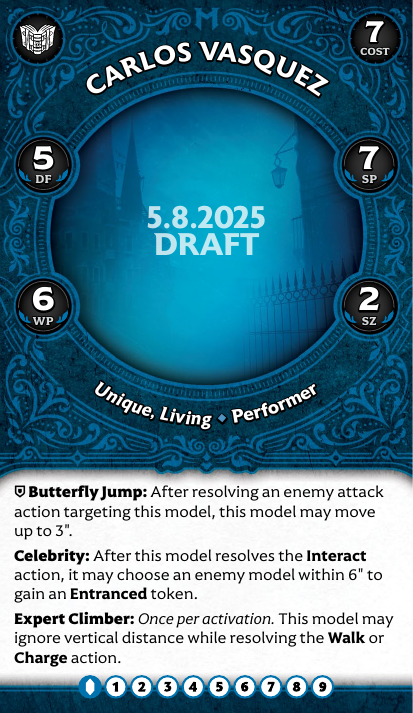 7
COST
CARLOS VASQUEZ
5
DF
7
SP
5.8.2025
DRAFT
6
WP
2
SZ
Unique, Living ◆ Performer
Butterfly Jump: After resolving an enemy attack
action targeting this model, this model may move
up to 3".
Celebrity: After this model resolves the Interact
action, it may choose an enemy model within 6" to
gain an Entranced token.
Expert Climber: Once per activation. This model may
ignore vertical distance while resolving the Walk or
Charge action.
1 2 3 4 5 6 7 8 9